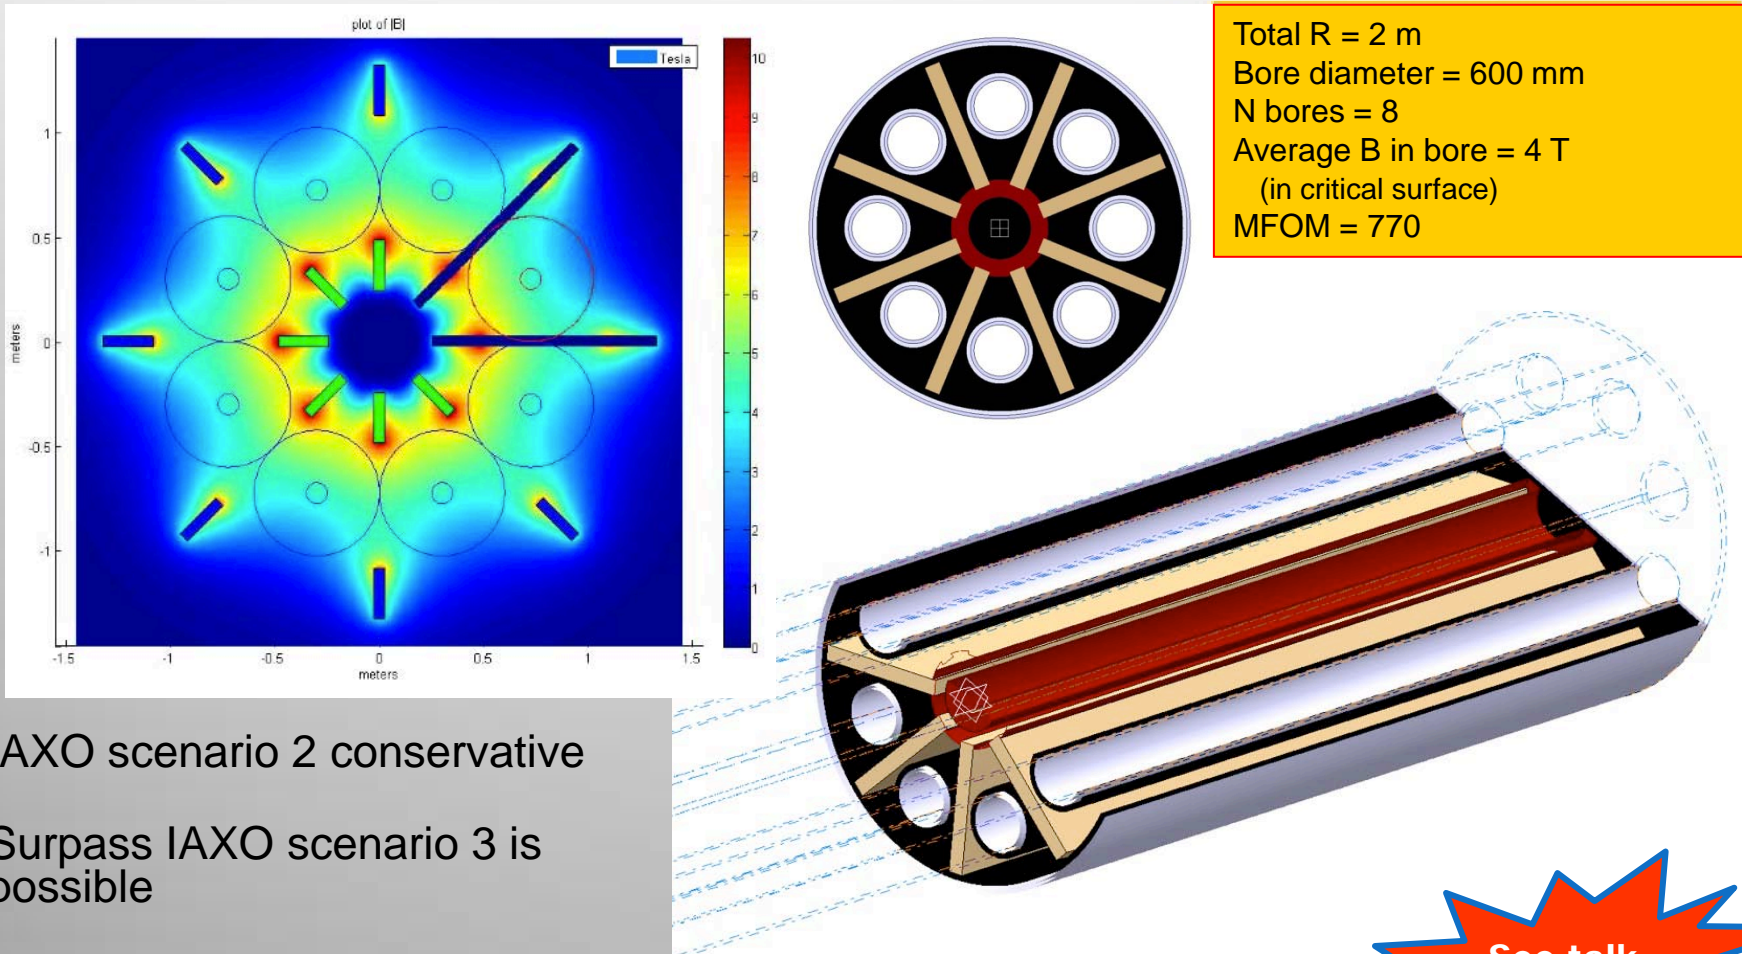 plot of |B|
Tesla
10
9
8
7
6
5
4
3
2
1
0
meters
1
0.5
0
-0.5
-1
-1.5
-1
-0.5
0
0.5
1
1.5
meters
Total R = 2 m
Bore diameter = 600 mm
N bores = 8
Average B in bore = 4 T
(in critical surface)
MFOM = 770
AXO scenario 2 conservative
Surpass IAXO scenario 3 is
possible
See talk